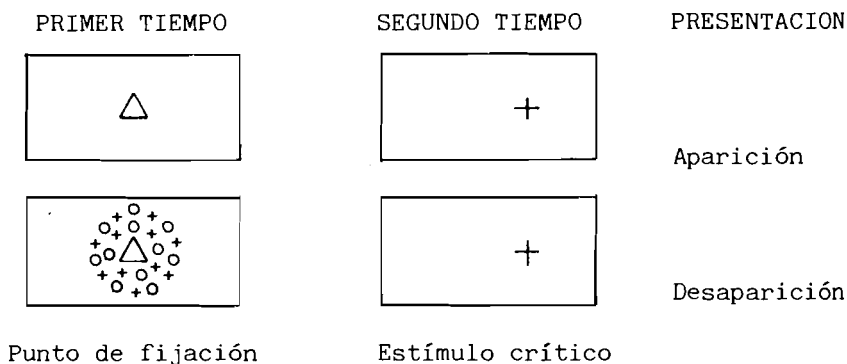 PRIMER TIEMPO SEGUNDO TIEMPO PRESENTACION
Aparición
Desaparición
Punto de fijación Estímulo crítico